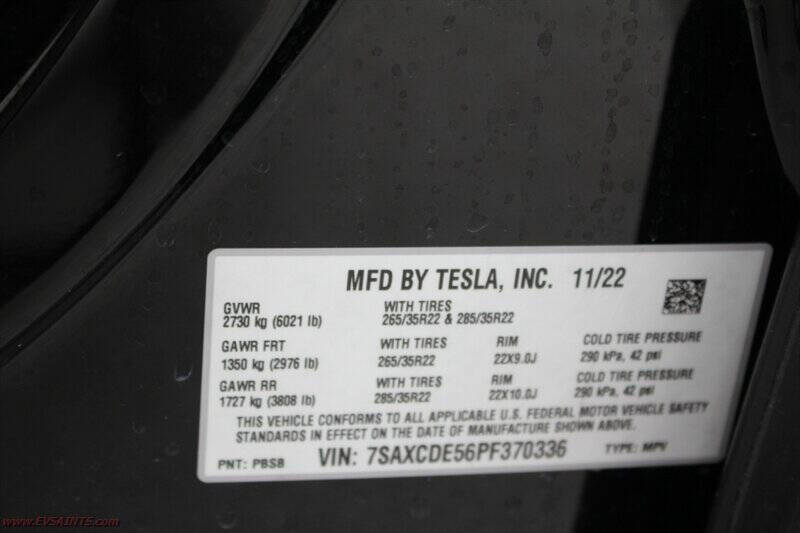 MFD BY TESLA, INC. 11/22
GVWR WITH TIRES
2730 kg (6021 lb) 265/35R22 & 285/35R22
GAWR FRT WITH TIRES RIM COLD TIRE PRESSURE
1350 kg (2976 lb) 265/35R22 22X9.0J 290 kPa, 42 psi
GAWR RR WITH TIRES RIM COLD TIRE PRESSURE
1727 kg (3808 lb) 285/35R22 22X10.0J 290 kPa, 42 psi
THIS VEHICLE CONFORMS TO ALL APPLICABLE U.S. FEDERAL MOTOR VEHICLE SAFETY
STANDARDS IN EFFECT ON THE DATE OF MANUFACTURE SHOWN ABOVE.
PNT: PBSB VIN: 7SAXCDE56PF370336 TYPE: MPV
www.EVSAINTS.com